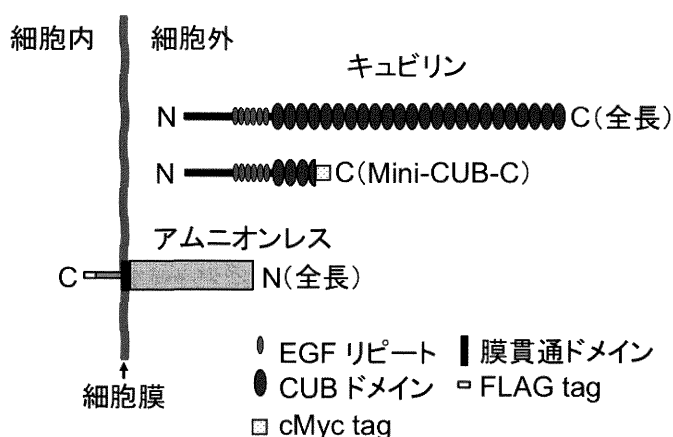 細胞内
細胞外
キュビリン
N
C(全長)
N
C(Mini-CUB-C)
アムニオンレス
C
N(全長)
EGF リピート
膜貫通ドメイン
CUB ドメイン
FLAG tag
cMyc tag
細胞膜